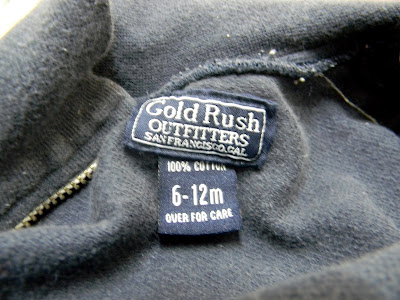 Gold Rush
OUTFITTERS
SAN FRANCISCO, CAL
100% COTTON
6-12m
OVER FOR CARE